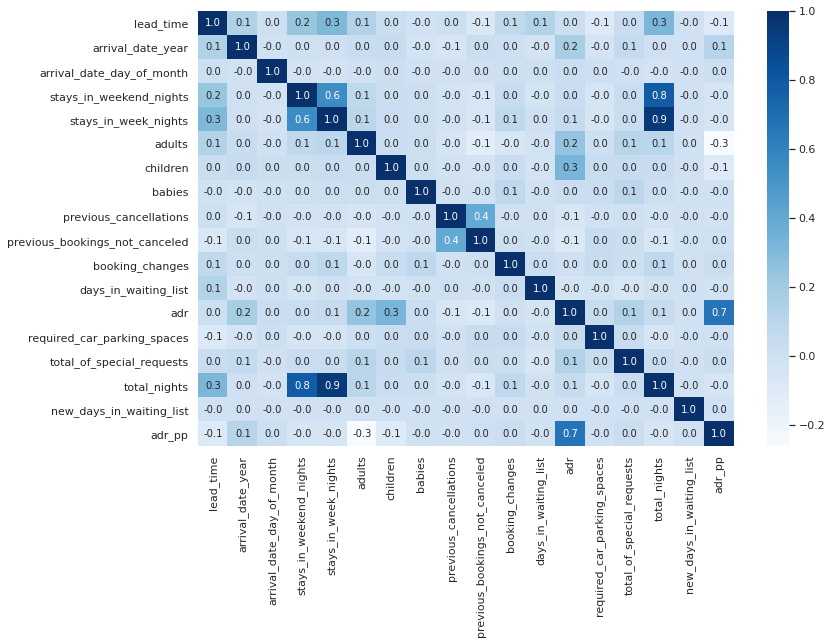 lead_time 1.0 0.1 0.0 0.2 0.3 0.1 0.0 -0.0 0.0 -0.1 0.1 0.1 0.0 -0.1 0.0 0.3 -0.0 -0.1
arrival_date_year 0.1 1.0 -0.0 0.0 0.0 0.0 0.0 -0.0 -0.1 0.0 0.0 -0.0 0.2 -0.0 0.1 0.0 -0.0 0.1
arrival_date_day_of_month 0.0 -0.0 1.0 -0.0 -0.0 -0.0 0.0 -0.0 -0.0 -0.0 0.0 0.0 0.0 0.0 -0.0 -0.0 -0.0 0.0
stays_in_weekend_nights 0.2 0.0 -0.0 1.0 0.6 0.1 0.0 0.0 -0.0 -0.1 0.0 -0.0 0.0 -0.0 0.0 0.8 0.0 -0.0
stays_in_week_nights 0.3 0.0 -0.0 0.6 1.0 0.1 0.0 0.0 -0.0 -0.1 0.1 0.0 0.1 -0.0 0.0 0.9 -0.0 -0.0
adults 0.1 0.0 -0.0 0.1 0.1 1.0 0.0 0.0 -0.0 -0.1 -0.0 -0.0 0.2 0.0 0.1 0.1 0.0 -0.3
children 0.0 0.0 0.0 0.0 0.0 0.0 1.0 0.0 -0.0 -0.0 0.0 -0.0 0.3 0.0 0.0 0.0 -0.0 -0.1
babies -0.0 -0.0 -0.0 0.0 0.0 0.0 0.0 1.0 -0.0 -0.0 0.1 -0.0 0.0 0.0 0.1 0.0 -0.0 -0.0
previous_cancellations 0.0 -0.1 -0.0 -0.0 -0.0 -0.0 -0.0 -0.0 1.0 0.4 -0.0 0.0 -0.1 -0.0 -0.0 -0.0 -0.0 -0.0
previous_bookings_not_canceled -0.1 0.0 -0.0 -0.1 -0.1 -0.1 -0.0 -0.0 0.4 1.0 0.0 -0.0 -0.1 0.0 0.0 -0.1 -0.0 0.0
booking_changes 0.1 0.0 0.0 0.0 0.1 -0.0 0.0 0.1 -0.0 0.0 1.0 -0.0 0.0 0.0 0.0 0.1 -0.0 0.0
days_in_waiting_list 0.1 -0.0 0.0 -0.0 0.0 -0.0 -0.0 -0.0 0.0 -0.0 -0.0 1.0 -0.0 -0.0 -0.0 -0.0 0.0 -0.0
adr 0.0 0.2 0.0 0.0 0.1 0.2 0.3 0.0 -0.1 -0.1 0.0 -0.0 1.0 0.0 0.1 0.1 0.0 0.7
required_car_parking_spaces -0.1 -0.0 0.0 -0.0 -0.0 0.0 0.0 0.0 -0.0 0.0 0.0 -0.0 0.0 1.0 0.0 -0.0 0.0 -0.0
total_of_special_requests 0.0 0.1 -0.0 0.0 0.0 0.1 0.0 0.1 -0.0 0.0 0.0 -0.0 0.1 0.0 1.0 0.0 -0.0 0.0
total_nights 0.3 0.0 -0.0 0.8 0.9 0.1 0.0 0.0 -0.0 -0.1 0.1 -0.0 0.1 -0.0 0.0 1.0 -0.0 -0.0
new_days_in_waiting_list -0.0 -0.0 -0.0 0.0 -0.0 0.0 -0.0 -0.0 -0.0 -0.0 -0.0 0.0 0.0 0.0 -0.0 -0.0 1.0 0.0
adr_pp -0.1 0.1 0.0 -0.0 -0.0 -0.3 -0.1 -0.0 -0.0 0.0 0.0 -0.0 0.7 -0.0 0.0 -0.0 0.0 1.0
lead_time
arrival_date_year
arrival_date_day_of_month
stays_in_weekend_nights
stays_in_week_nights
adults
children
babies
previous_cancellations
previous_bookings_not_canceled
booking_changes
days_in_waiting_list
adr
required_car_parking_spaces
total_of_special_requests
total_nights
new_days_in_waiting_list
adr_pp
1.0
0.8
0.6
0.4
0.2
0.0
−0.2